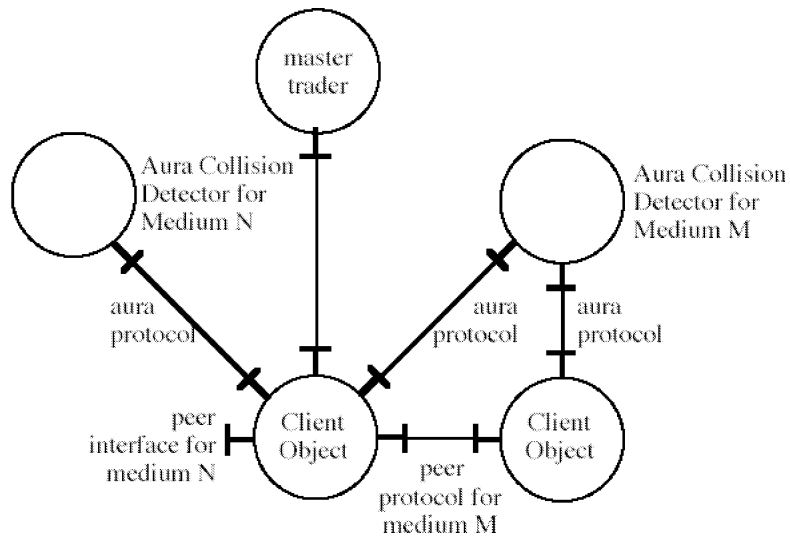 master
trader
Aura Collision
Detector for
Medium N
Aura Collision
Detector for
Medium M
aura
protocol
aura
protocol
aura
protocol
peer
interface for
medium N
Client
Object
Client
Object
peer
protocol for
medium M